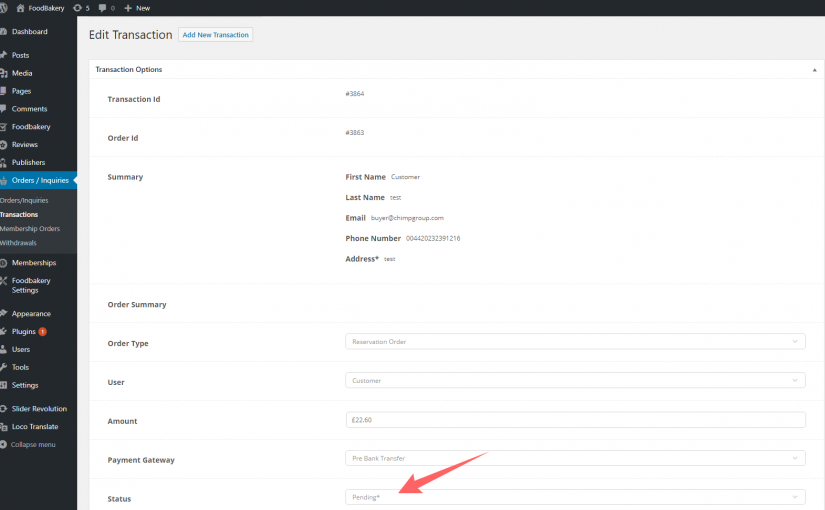 FoodBakery 5 0 + New
Dashboard
Posts
Media
Pages
Comments
Foodbakery
Reviews
Publishers
Orders / Inquiries
Orders/Inquiries
Transactions
Membership Orders
Withdrawals
Memberships
Foodbakery
Settings
Appearance
Plugins 1
Users
Tools
Settings
Slider Revolution
Loco Translate
Collapse menu
Edit Transaction Add New Transaction
Transaction Options
Transaction Id #3864
Order Id #3863
Summary First Name Customer
Last Name test
Email buyer@chimpgroup.com
Phone Number 004420232391216
Address* test
Order Summary
Order Type Reservation Order
User Customer
Amount £22.60
Payment Gateway Pre Bank Transfer
Status Pending*